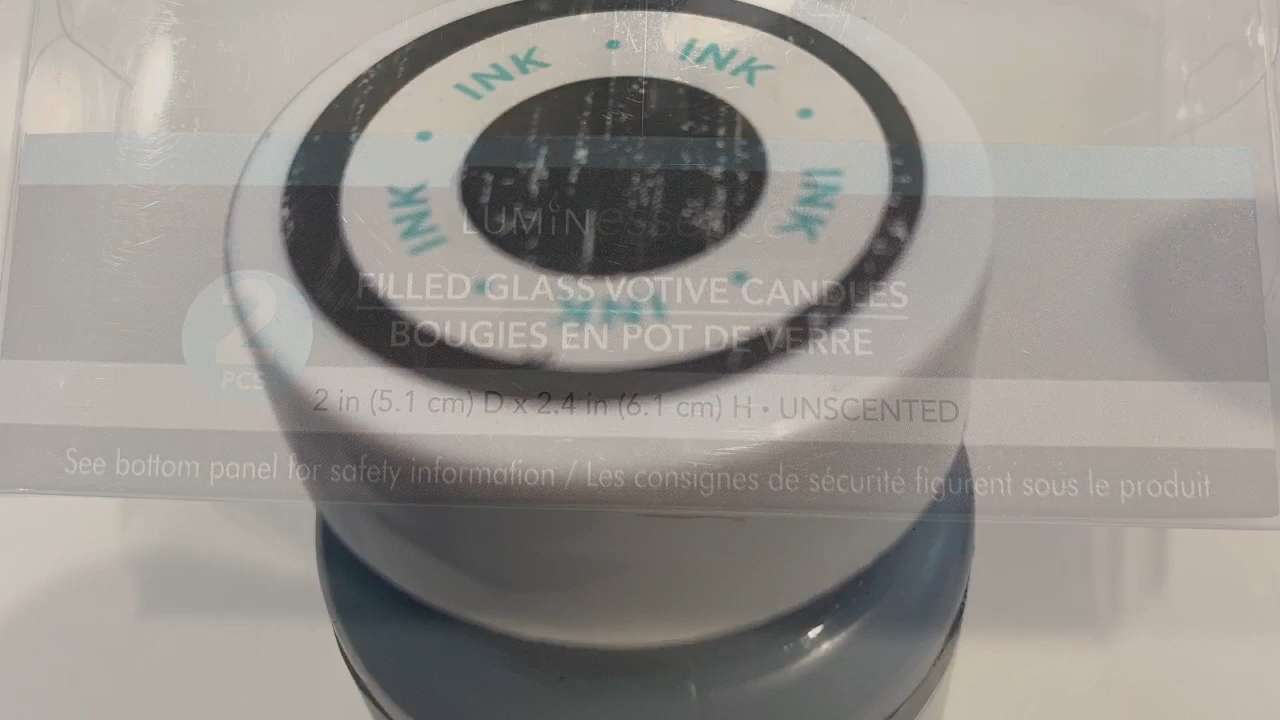 INK • INK • INK • INK • INK •
LUMINessence
2
PCS
FILLED GLASS VOTIVE CANDLES
BOUGIES EN POT DE VERRE
2 in (5.1 cm) D x 2.4 in (6.1 cm) H • UNSCENTED
See bottom panel for safety information / Les consignes de sécurité figurent sous le produit